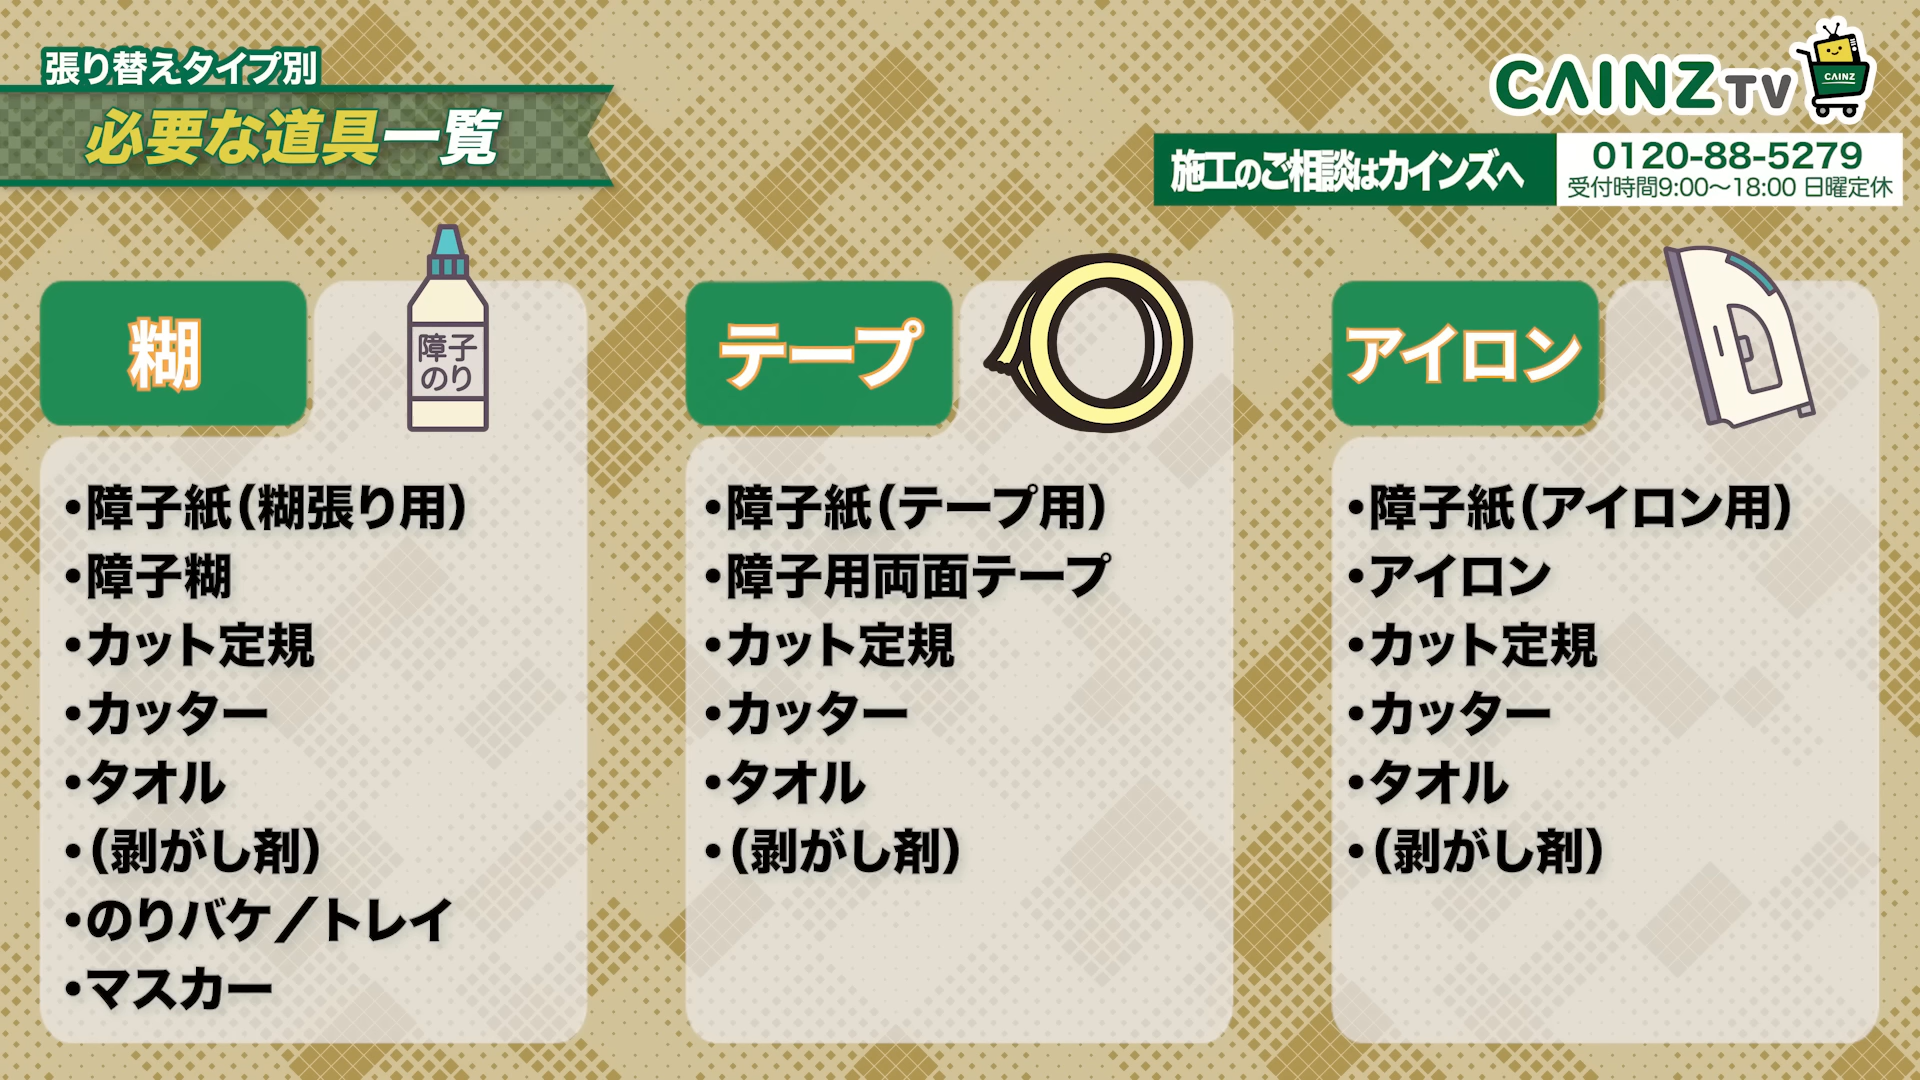 張り替えタイプ別
必要な道具一覧
CAINZ TV
CAINZ
施工のご相談はカインズへ
0120-88-5279
受付時間9:00〜18:00 日曜定休
糊
障子
のり
・障子紙(糊張り用)
・障子糊
・カット定規
・カッター
・タオル
・(剥がし剤)
・のりバケ/トレイ
・マスカー
テープ
・障子紙(テープ用)
・障子用両面テープ
・カット定規
・カッター
・タオル
・(剥がし剤)
アイロン
・障子紙(アイロン用)
・アイロン
・カット定規
・カッター
・タオル
・(剥がし剤)